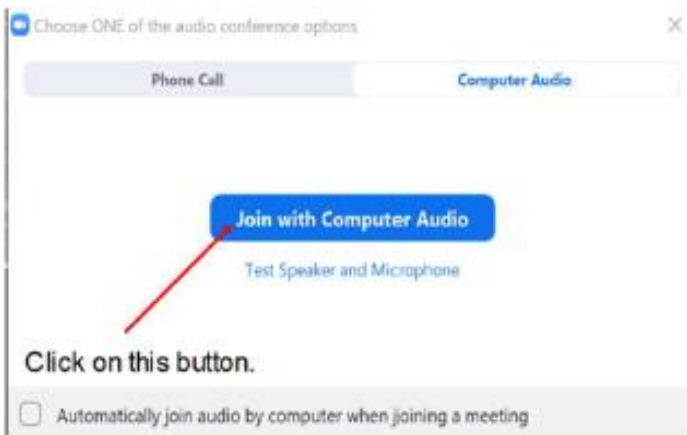 Choose ONE of the audio conference options
Phone Call
Computer Audio
Join with Computer Audio
Test Speaker and Microphone
Click on this button.
Automatically join audio by computer when joining a meeting